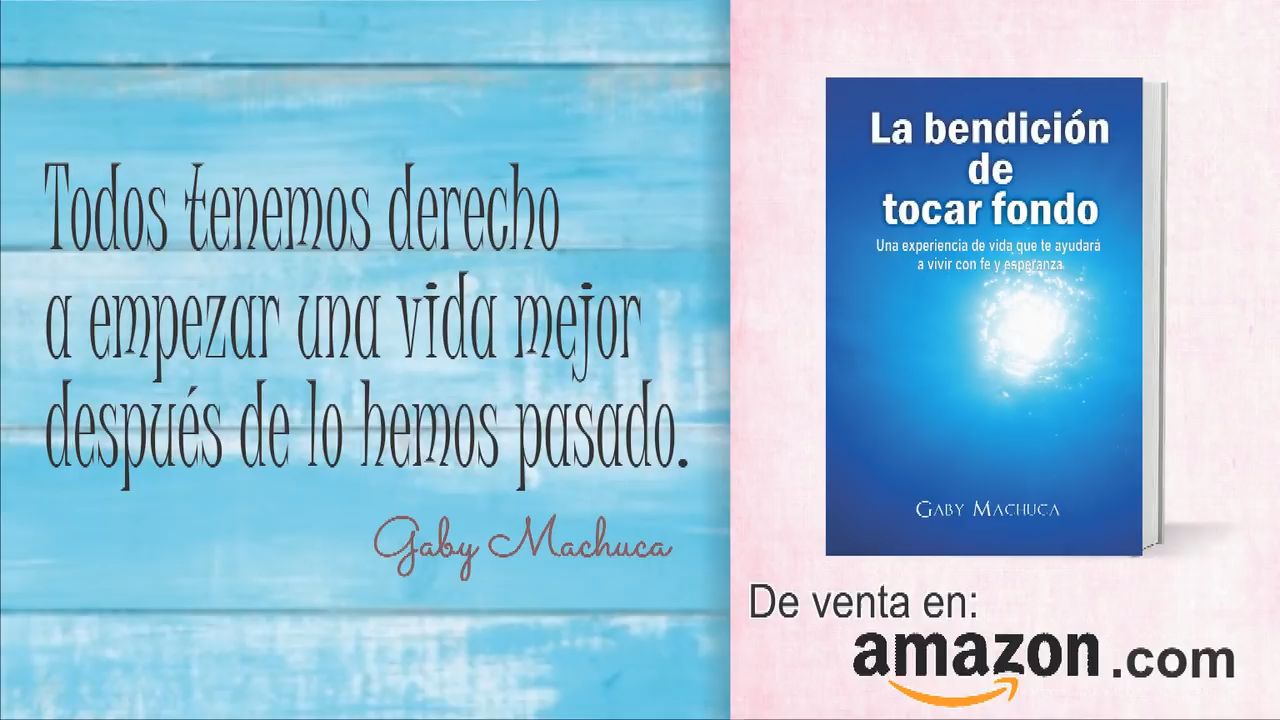 Todos tenemos derecho
a empezar una vida mejor
después de lo hemos pasado.
Gaby Machuca
La bendición
de
tocar fondo
Una experiencia de vida que te ayudará
a vivir con fe y esperanza
Gaby Machuca
De venta en:
amazon.com